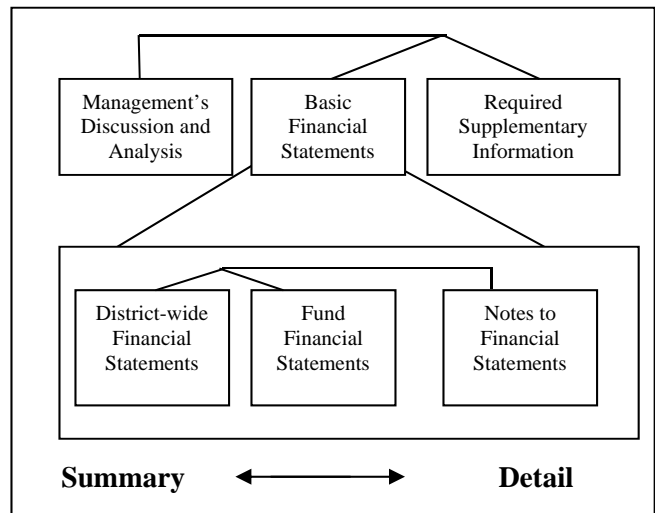 Management’s
Discussion and
Analysis
Basic
Financial
Statements
Required
Supplementary
Information
District-wide
Financial
Statements
Fund
Financial
Statements
Notes to
Financial
Statements
Summary
Detail